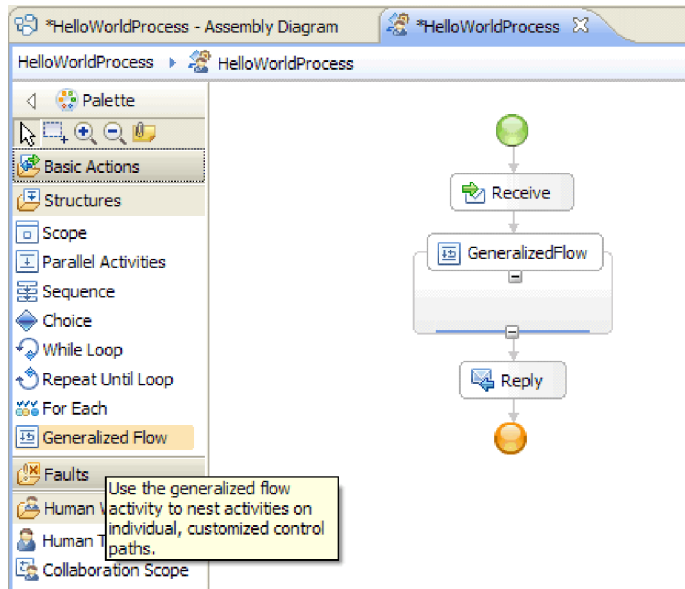 *HelloWorldProcess - Assembly Diagram
*HelloWorldProcess
HelloWorldProcess
HelloWorldProcess
Palette
Basic Actions
Structures
Scope
Parallel Activities
Sequence
Choice
While Loop
Repeat Until Loop
For Each
Generalized Flow
Faults
Human
Human T
Collaboration Scope
Use the generalized flow
activity to nest activities on
individual, customized control
paths.
Receive
GeneralizedFlow
Reply